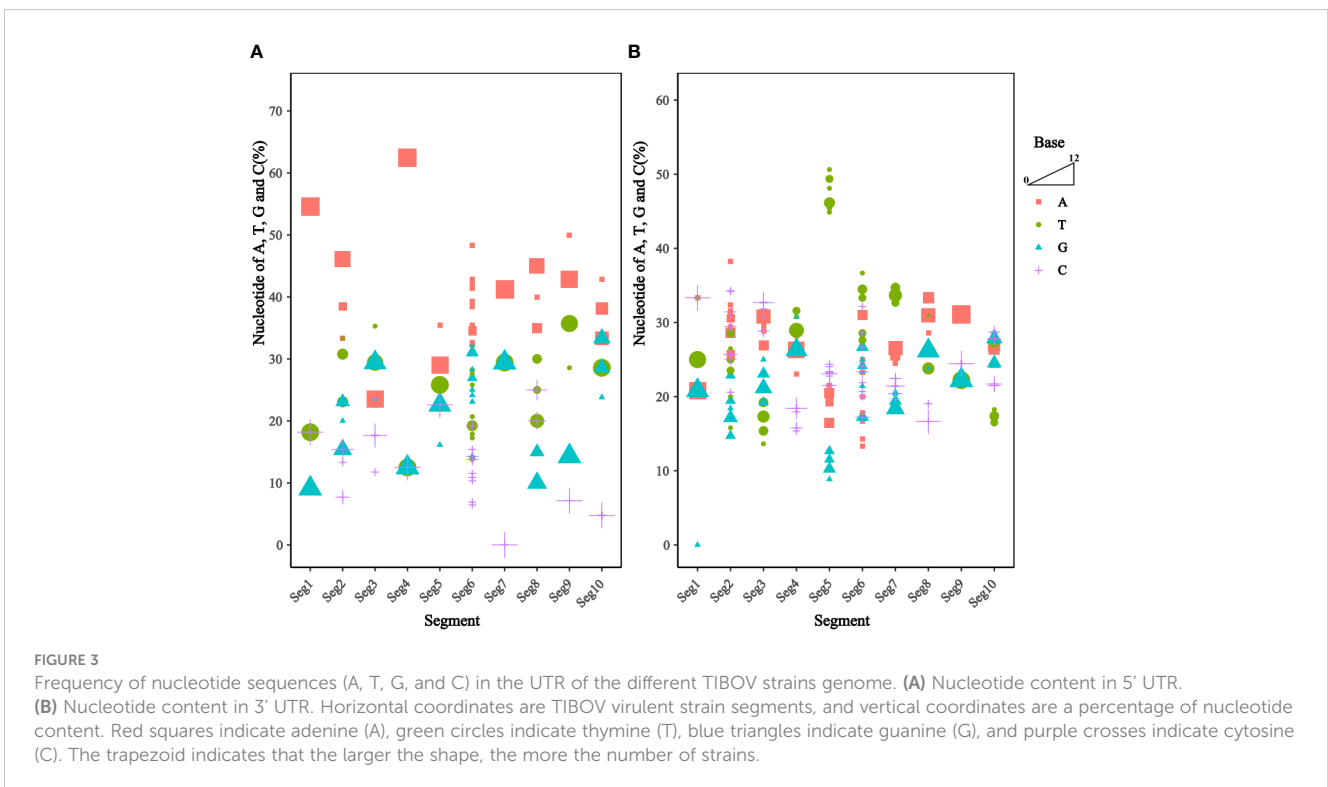 A
B
Nucleotide of A, T, G and C(%)
70
60
50
40
30
20
10
0
Seg1
Seg2
Seg3
Seg4
Seg5
Seg6
Seg7
Seg8
Seg9
Seg10
Segment
Nucleotide of A, T, G and C(%)
60
50
40
30
20
10
0
Seg1
Seg2
Seg3
Seg4
Seg5
Seg6
Seg7
Seg8
Seg9
Seg10
Segment
Base
12
0
A
T
G
C
FIGURE 3
Frequency of nucleotide sequences (A, T, G, and C) in the UTR of the different TIBOV strains genome. (A) Nucleotide content in 5’ UTR.
(B) Nucleotide content in 3’ UTR. Horizontal coordinates are TIBOV virulent strain segments, and vertical coordinates are a percentage of nucleotide
content. Red squares indicate adenine (A), green circles indicate thymine (T), blue triangles indicate guanine (G), and purple crosses indicate cytosine
(C). The trapezoid indicates that the larger the shape, the more the number of strains.